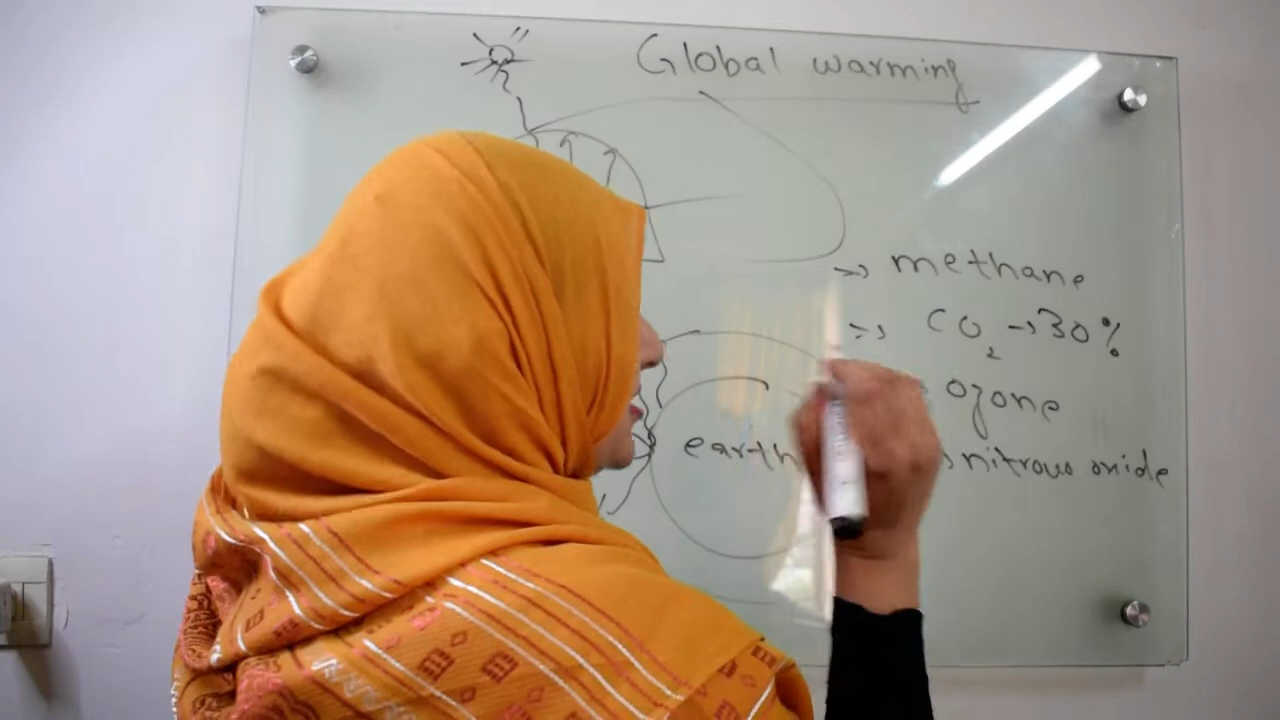 Global warming
→ methane
→ CO₂ → 30%
ozone
earth
nitrous oxide